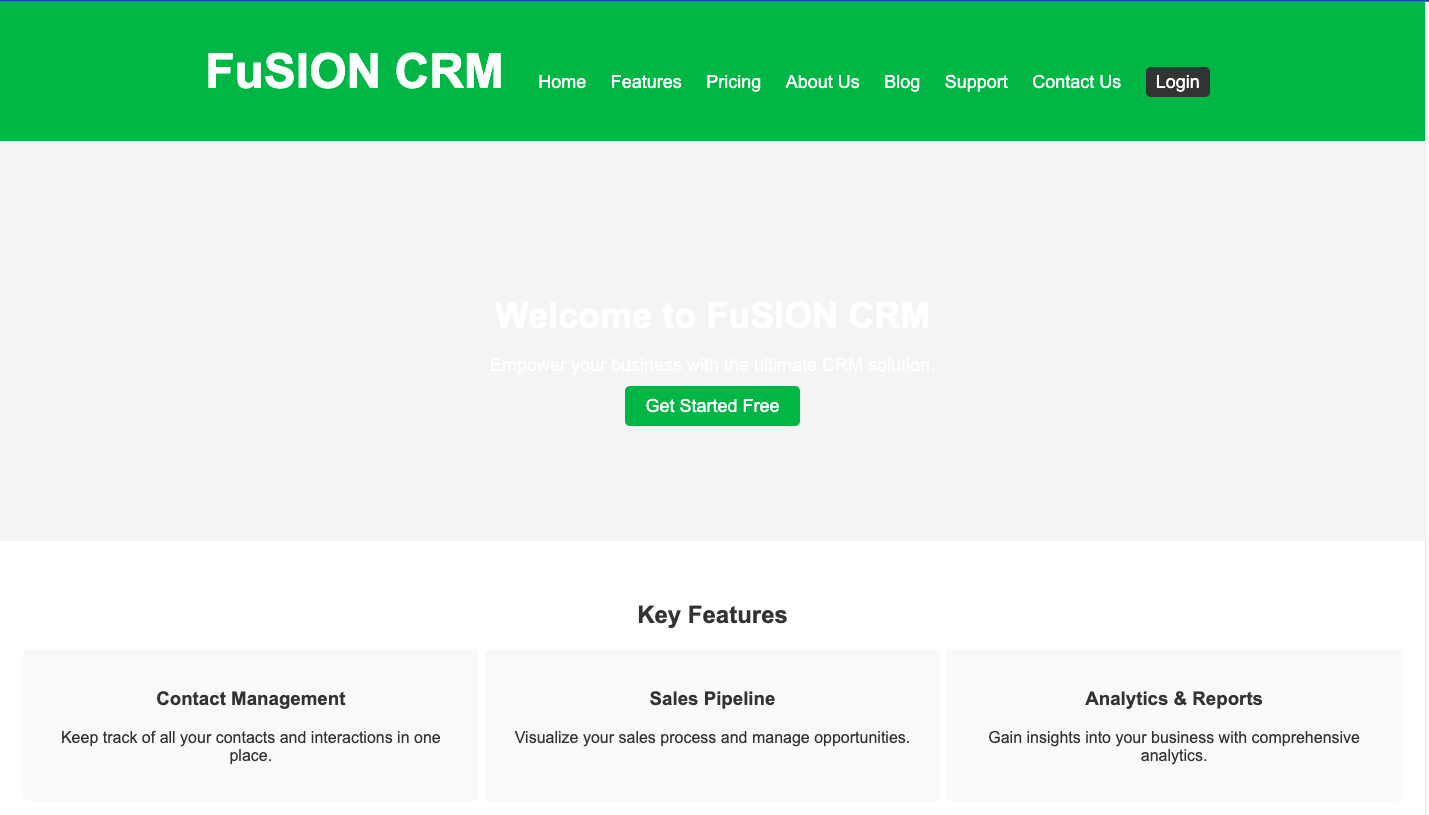 FuSION CRM
Home Features Pricing About Us Blog Support Contact Us Login
Welcome to FuSION CRM
Empower your business with the ultimate CRM solution.
Get Started Free
Key Features
Contact Management
Keep track of all your contacts and interactions in one
place.
Sales Pipeline
Visualize your sales process and manage opportunities.
Analytics & Reports
Gain insights into your business with comprehensive
analytics.